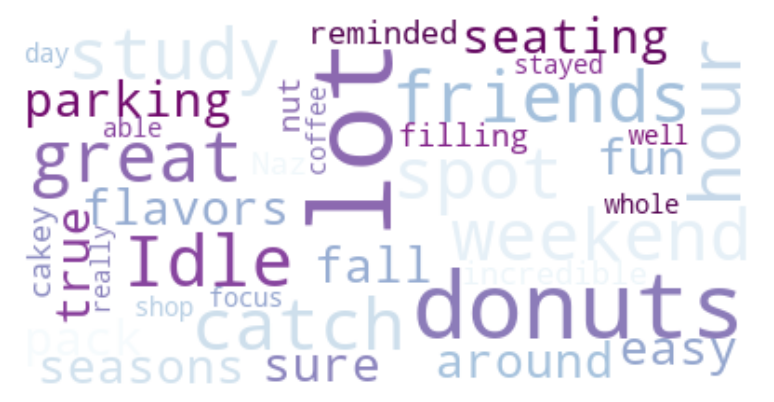 reminded
seating
day
study
stayed
lot
hour
friends
parking
nut
coffee
able
filling
well
great
fun
Naz
spot
flavors
whole
cakey
true
really
weekend
Idle
fall
incredible
donuts
focus
shop
catch
pack
seasons
sure
around
easy